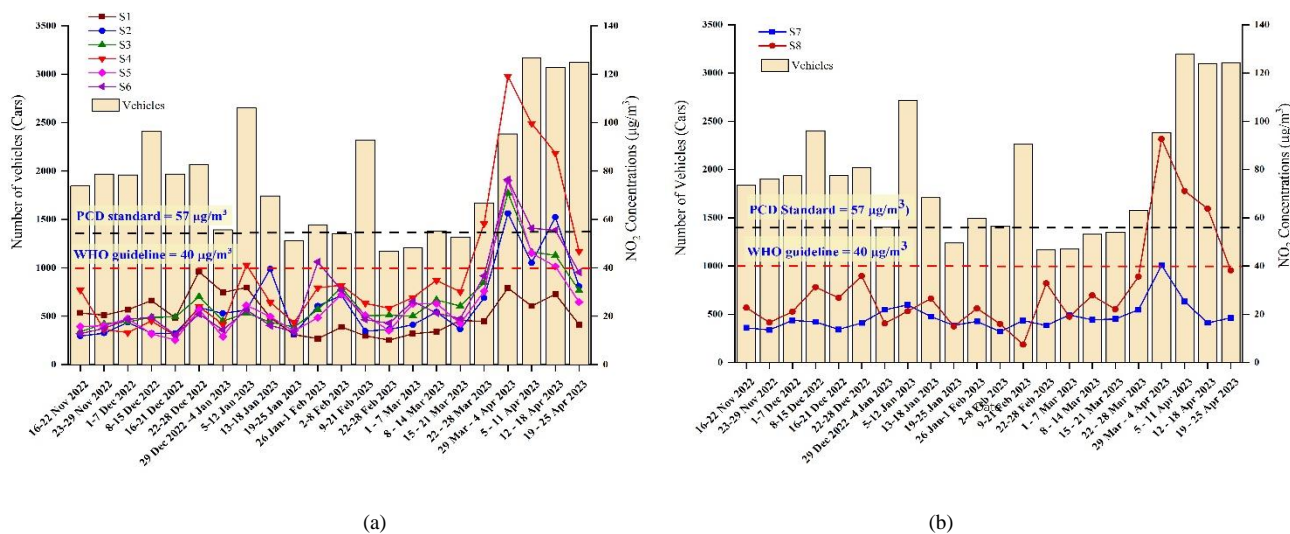 S1
S2
S3
S4
S5
S6
Vehicles
Number of vehicles (Cars)
3500
3000
2500
2000
1500
1000
500
0
NO2 Concentrations (µg/m³)
140
120
100
80
60
40
20
0
PCD standard = 57 µg/m³
WHO guideline = 40 µg/m³
16-22 Nov 2022
23-29 Nov 2022
1-7 Dec 2022
8-15 Dec 2022
16-21 Dec 2022
22-28 Dec 2022
29 Dec 2022 -4 Jan 2023
5-12 Jan 2023
13-18 Jan 2023
19-25 Jan 2023
26 Jan-1 Feb 2023
2-8 Feb 2023
9-21 Feb 2023
22-28 Feb 2023
1 - 7 Mar 2023
8 - 14 Mar 2023
15 - 21 Mar 2023
22 - 28 Mar 2023
29 Mar - 4 Apr 2023
5 - 11 Apr 2023
12 - 18 Apr 2023
19 - 25 Apr 2023
(a)
S7
S8
Vehicles
Number of Vehicles (Cars)
3500
3000
2500
2000
1500
1000
500
0
140
120
100
80
60
40
20
0
PCD Standard = 57 µg/m³)
WHO guideline = 40 µg/m³
16-22 Nov 2022
23-29 Nov 2022
1-7 Dec 2022
8-15 Dec 2022
16-21 Dec 2022
22-28 Dec 2022
29 Dec 2022 -4 Jan 2023
5-12 Jan 2023
13-18 Jan 2023
19-25 Jan 2023
26 Jan-1 Feb 2023
2-8 Feb 2023
9-21 Feb 2023
22-28 Feb 2023
1 - 7 Mar 2023
8 - 14 Mar 2023
15 - 21 Mar 2023
22 - 28 Mar 2023
29 Mar - 4 Apr 2023
5 - 11 Apr 2023
12 - 18 Apr 2023
19 - 25 Apr 2023
Concentrations (µg/m³)
(b)